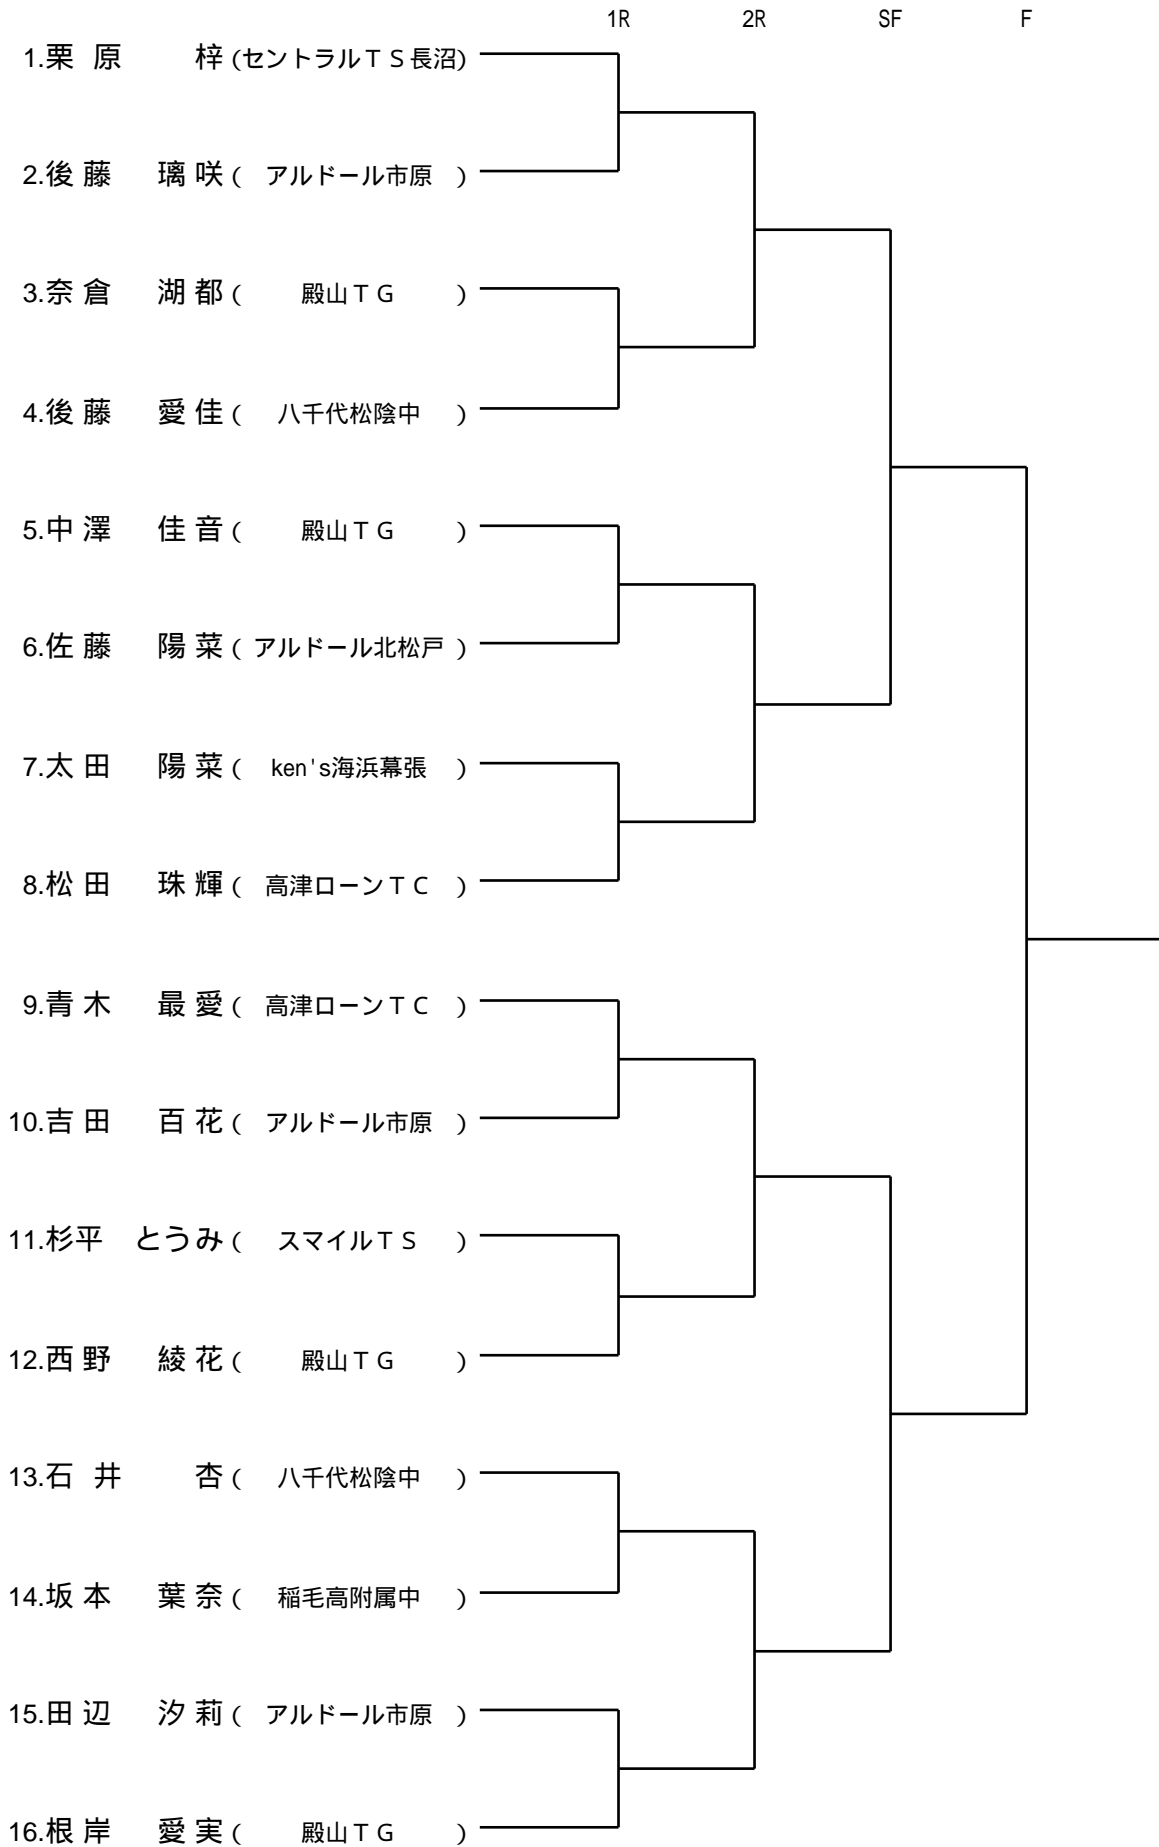 1R 2R SF F
1.栗原 梓(セントラルＴＳ長沼)
2.後藤 璃咲( アルドール市原 )
3.奈倉 湖都( 殿山ＴＧ )
4.後藤 愛佳( 八千代松陰中 )
5.中澤 佳音( 殿山ＴＧ )
6.佐藤 陽菜( アルドール北松戸 )
7.太田 陽菜( ken's海浜幕張 )
8.松田 珠輝( 高津ローンＴＣ )
9.青木 最愛( 高津ローンＴＣ )
10.吉田 百花( アルドール市原 )
11.杉平 とうみ( スマイルＴＳ )
12.西野 綾花( 殿山ＴＧ )
13.石井 杏( 八千代松陰中 )
14.坂本 葉奈( 稲毛高附属中 )
15.田辺 汐莉( アルドール市原 )
16.根岸 愛実( 殿山ＴＧ )